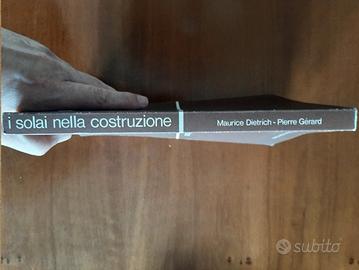 i solai nella costruzione
Maurice Dietrich - Pierre Gérard
subito